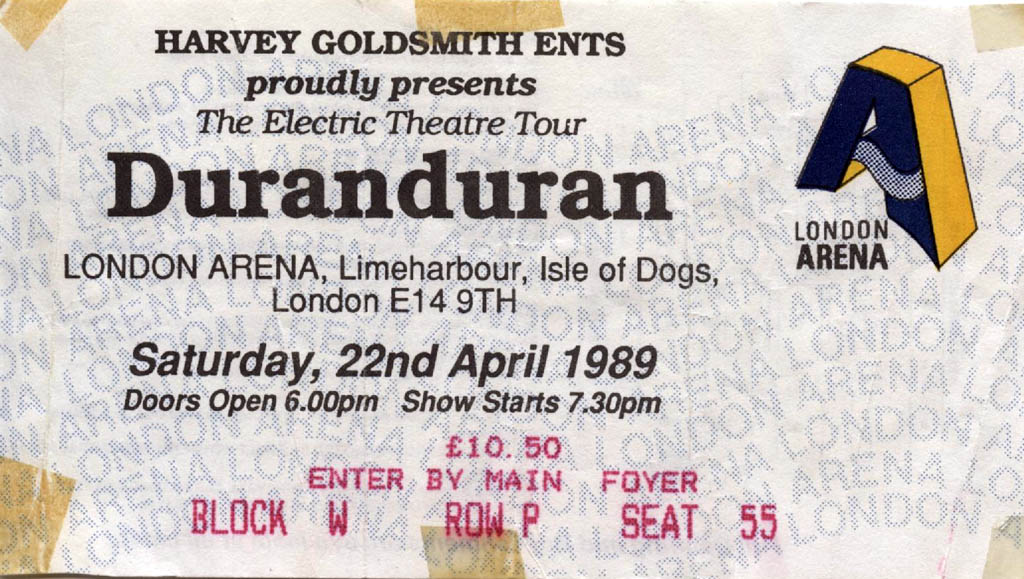 HARVEY GOLDSMITH ENTS
proudly presents
The Electric Theatre Tour
Duranduran
LONDON ARENA, Limeharbour, Isle of Dogs,
London E14 9TH
Saturday, 22nd April 1989
Doors Open 6.00pm Show Starts 7.30pm
£10.50
ENTER BY MAIN FOYER
BLOCK W ROW P SEAT 55
LONDON
ARENA